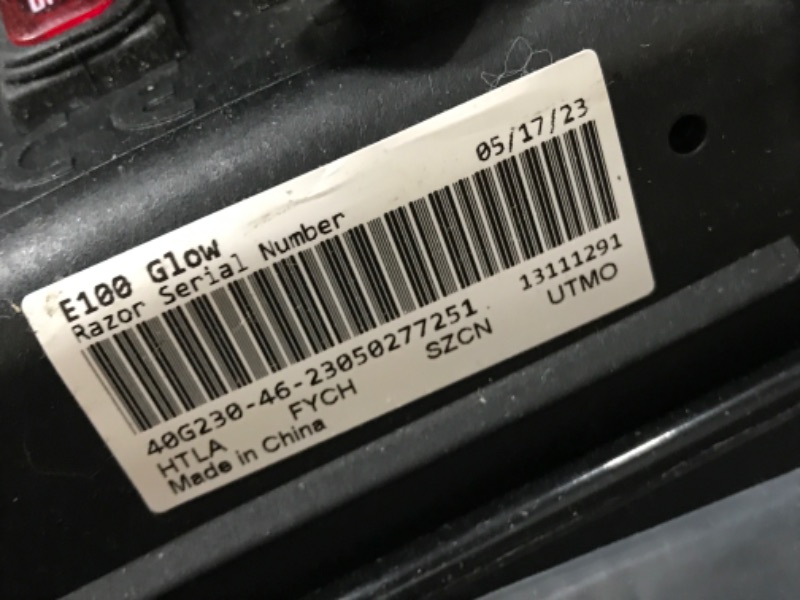 05/17/23
E100 Glow
Razor Serial Number
40G230-46-23050277251 13111291
HTLA FYCH SZCN UTMO
Made in China